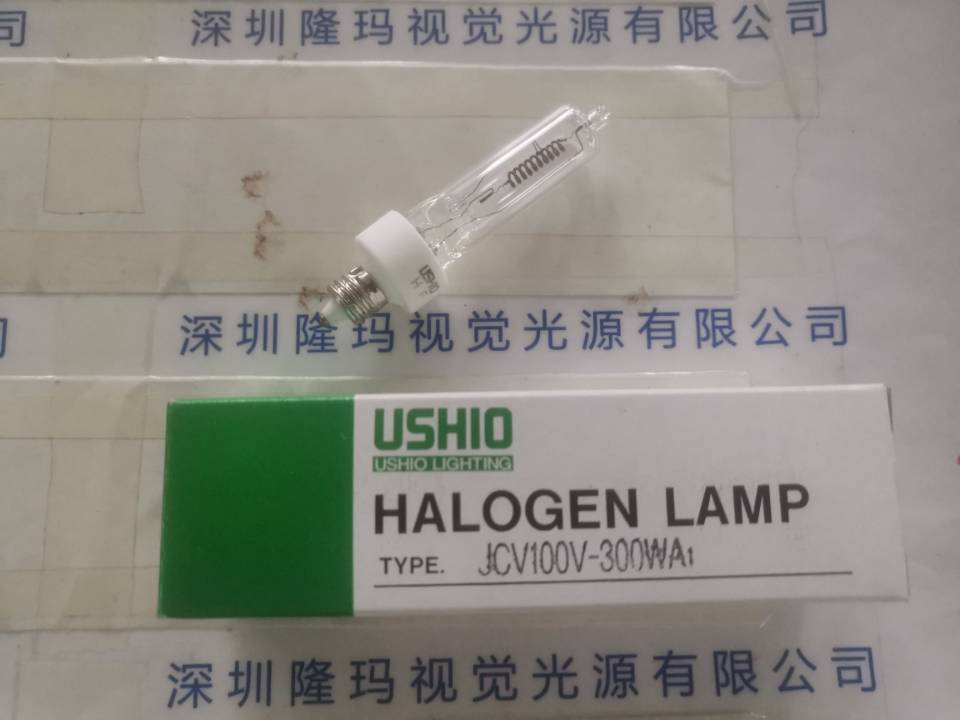 司
深圳隆玛视觉光源有限公司
USHIO
深圳隆玛视觉光源有限公司
USHIO
USHIO LIGHTING
HALOGEN LAMP
TYPE. JCV100V-300WA1
深圳隆玛视觉光源有限公司